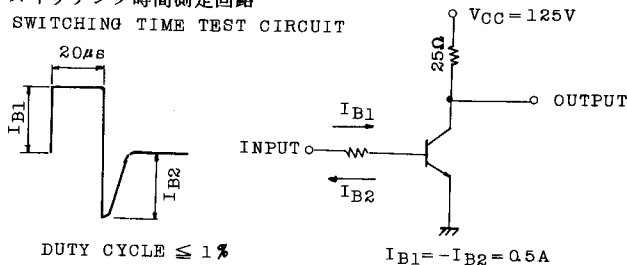 スイッチング時間測定回路
SWITCHING TIME TEST CIRCUIT
20μs
IB1
IB2
DUTY CYCLE ≦ 1%
VCC=125V
25Ω
OUTPUT
IB1
INPUT
IB2
IB1=-IB2=0.5A